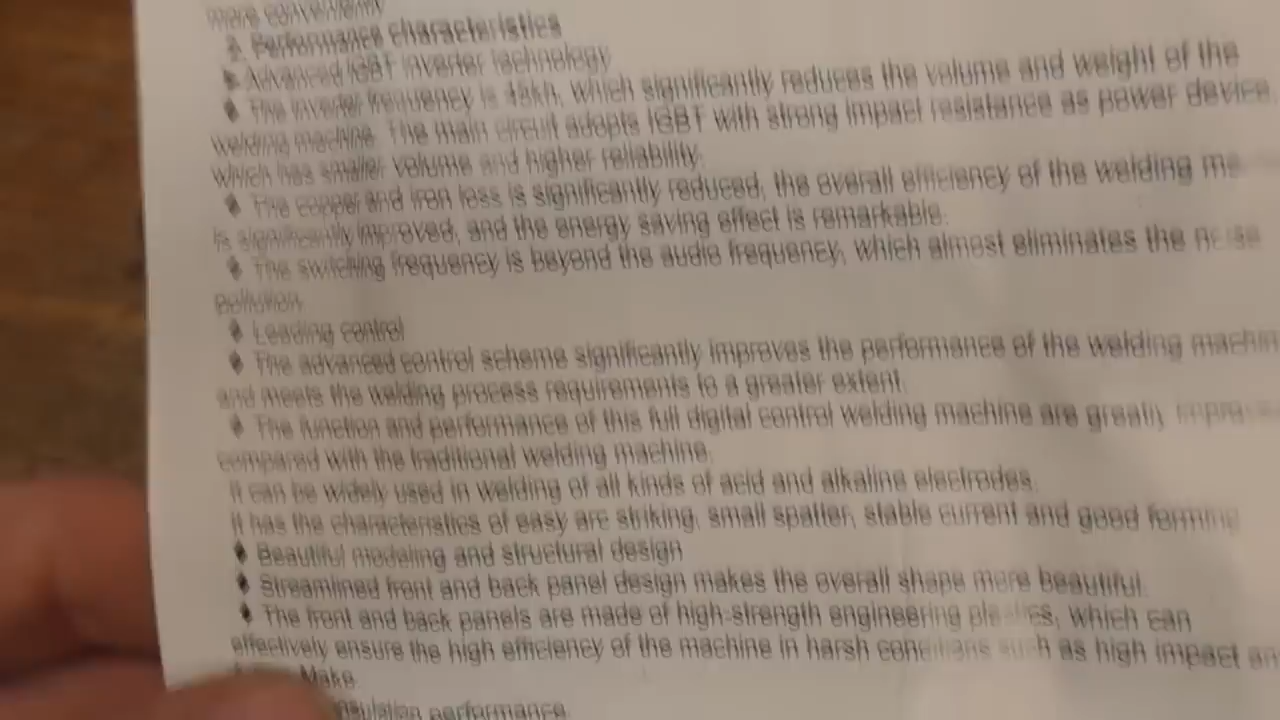 more conveniently
2. Performance characteristics
Advanced IGBT inverter technology
The inverter frequency is 45kh, which significantly reduces the volume and weight of the
welding machine. The main circuit adopts IGBT with strong impact resistance as power device,
which has smaller volume and higher reliability.
The copper and iron loss is significantly reduced, the overall efficiency of the welding ma
is significantly improved, and the energy saving effect is remarkable.
The switching frequency is beyond the audio frequency, which almost eliminates the noise
pollution.
Leading control
The advanced control scheme significantly improves the performance of the welding machin
and meets the welding process requirements to a greater extent.
The function and performance of this full digital control welding machine are greatly improve
compared with the traditional welding machine.
It can be widely used in welding of all kinds of acid and alkaline electrodes.
It has the characteristics of easy arc striking, small spatter, stable current and good forming
Beautiful modeling and structural design
Streamlined front and back panel design makes the overall shape more beautiful.
The front and back panels are made of high-strength engineering plastics, which can
effectively ensure the high efficiency of the machine in harsh conditions such as high impact an
Make
insulation performance.